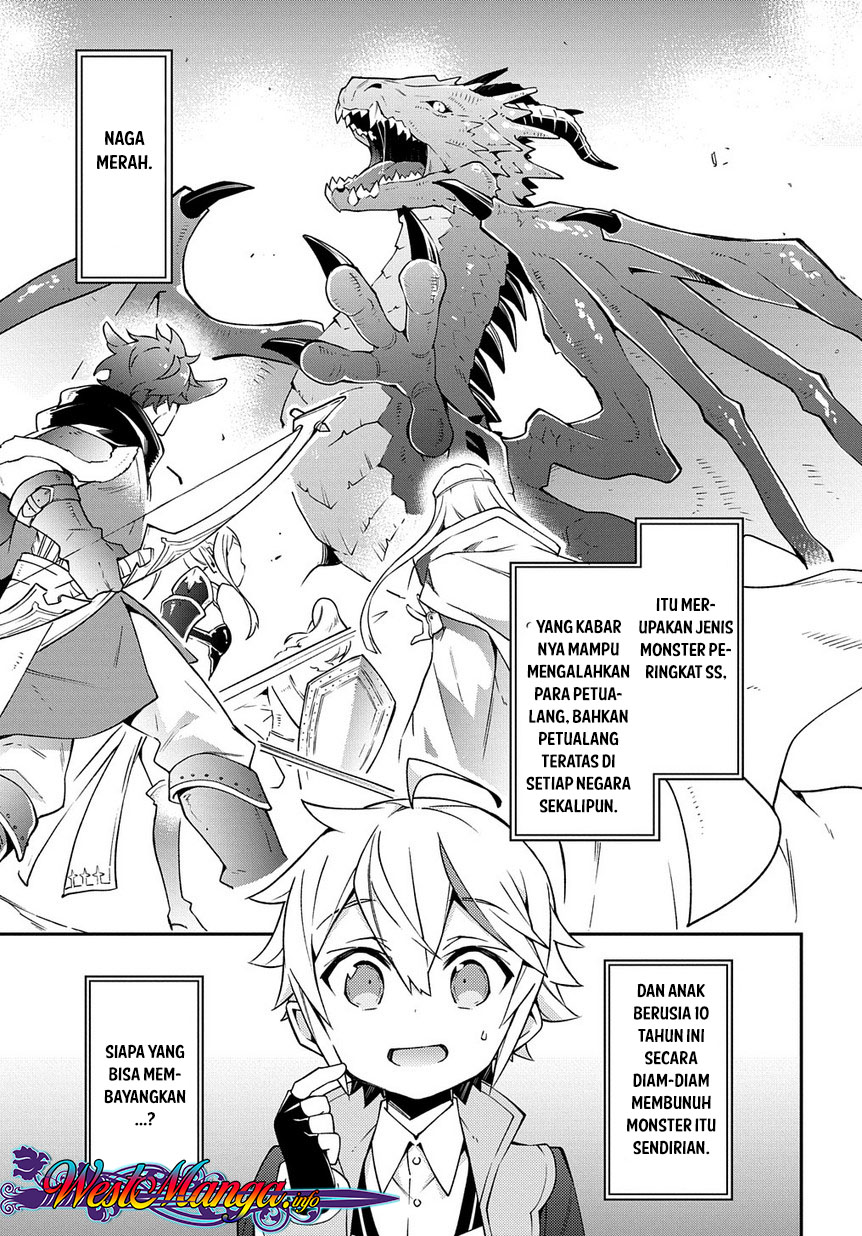 NAGA
MERAH.
ITU MER-
UPAKAN JENIS
MONSTER PE-
RINGKAT SS,
YANG KABAR
NYA MAMPU
MENGALAHKAN
PARA PETUA-
LANG, BAHKAN
PETUALANG
TERATAS DI
SETIAP NEGARA
SEKALIPUN.
DAN ANAK
BERUSIA 10
TAHUN INI
SECARA
DIAM-DIAM
MEMBUNUH
MONSTER ITU
SENDIRIAN.
SIAPA YANG
BISA MEM-
BAYANGKAN
...?
WestManga.info